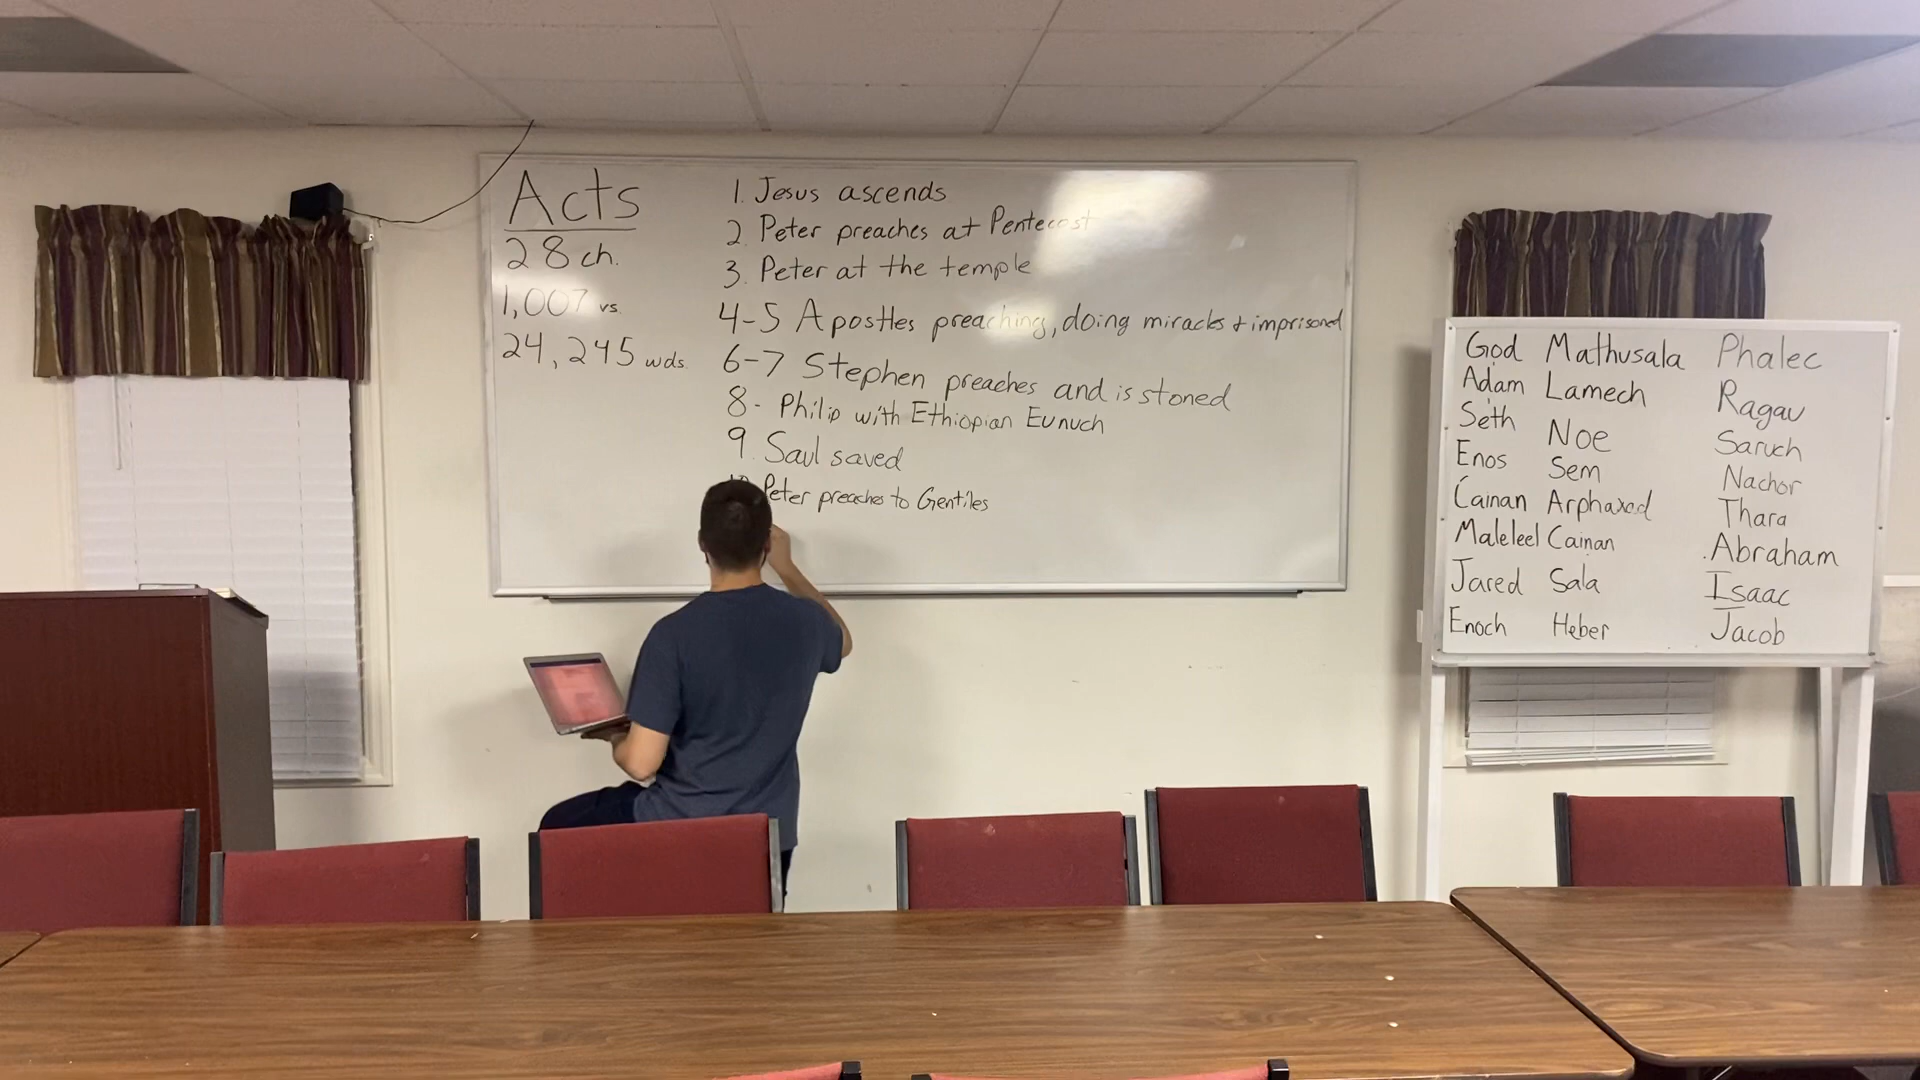 Acts
28 ch.
1,007 vs.
24,245 wds.
1. Jesus ascends
2. Peter preaches at Pentecost
3. Peter at the temple
4-5 Apostles preaching, doing miracles + imprisoned
6-7 Stephen preaches and is stoned
8- Philip with Ethiopian Eunuch
9. Saul saved
Peter preaches to Gentiles
God
Adam
Seth
Enos
Cainan
Maleleel
Jared
Enoch
Mathusala
Lamech
Noe
Sem
Arphaxad
Cainan
Sala
Heber
Phalec
Ragau
Saruch
Nachor
Thara
Abraham
Isaac
Jacob